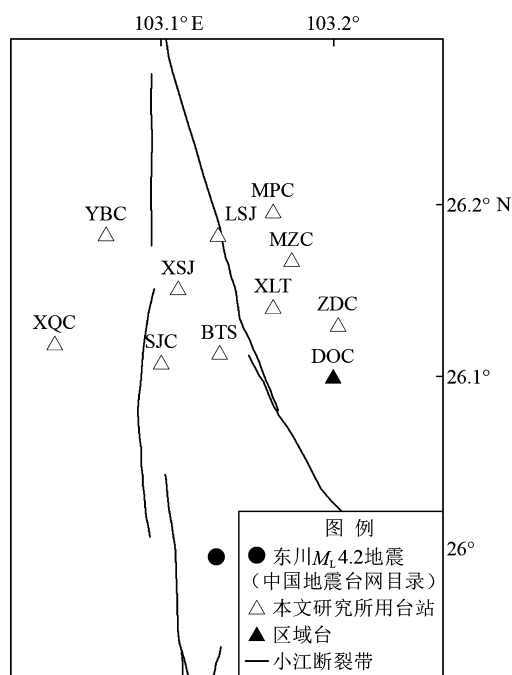 103.1° E
103.2°
MPC
26.2° N
YBC
LSJ
MZC
XSJ
XLT
ZDC
XQC
SJC
BTS
DOC
26.1°
图 例
26°
东川ML4.2地震
（中国地震台网目录）
本文研究所用台站
区域台
小江断裂带